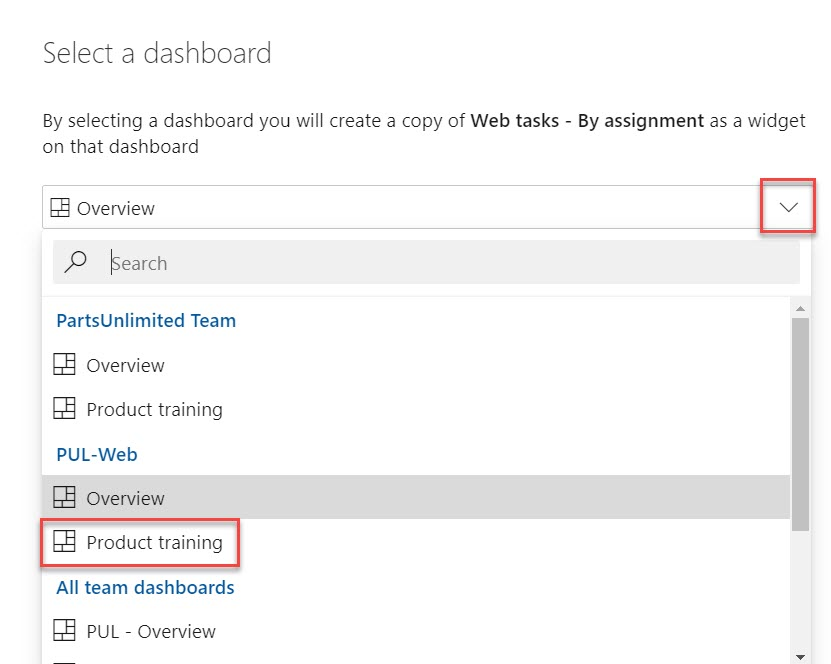 Select a dashboard
By selecting a dashboard you will create a copy of Web tasks - By assignment as a widget
on that dashboard
Overview
Search
PartsUnlimited Team
Overview
Product training
PUL-Web
Overview
Product training
All team dashboards
PUL - Overview